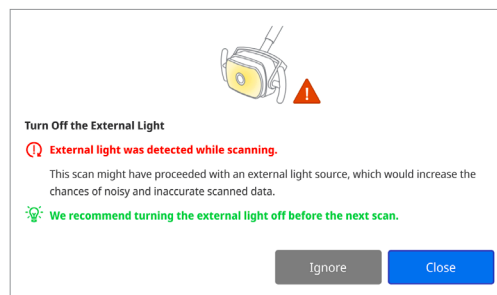 Turn Off the External Light
External light was detected while scanning.
This scan might have proceeded with an external light source, which would increase the
chances of noisy and inaccurate scanned data.
We recommend turning the external light off before the next scan.
Ignore
Close